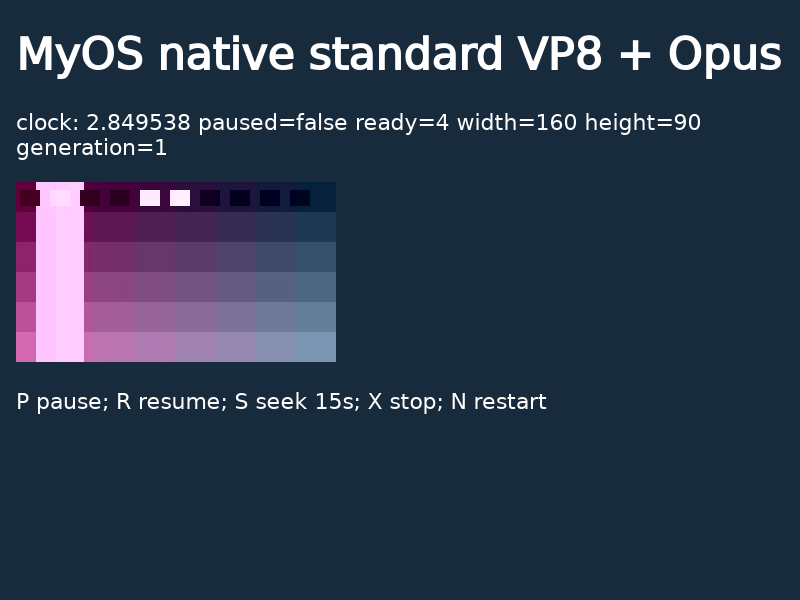 MyOS native standard VP8 + Opus
clock: 2.849538 paused=false ready=4 width=160 height=90
generation=1
P pause; R resume; S seek 15s; X stop; N restart